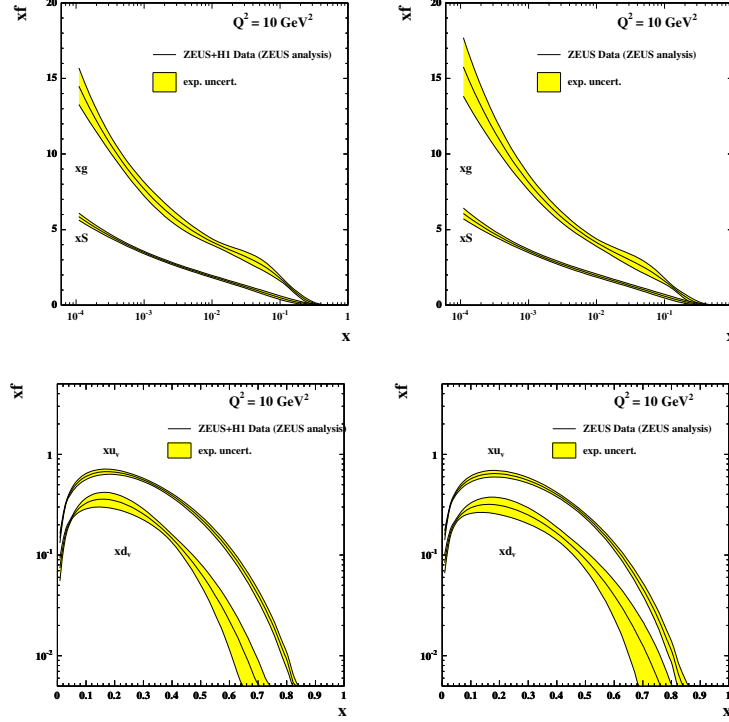 xf
20
15
10
5
0
Q² = 10 GeV²
ZEUS+H1 Data (ZEUS analysis)
exp. uncert.
xg
xS
10⁻⁴
10⁻³
10⁻²
10⁻¹
1
x
xf
20
15
10
5
0
Q² = 10 GeV²
ZEUS Data (ZEUS analysis)
exp. uncert.
xg
xS
10⁻⁴
10⁻³
10⁻²
10⁻¹
xf
1
10⁻¹
10⁻²
Q² = 10 GeV²
ZEUS+H1 Data (ZEUS analysis)
exp. uncert.
xuᵥ
xdᵥ
0 0.1 0.2 0.3 0.4 0.5 0.6 0.7 0.8 0.9 1
x
xf
1
10⁻¹
10⁻²
Q² = 10 GeV²
ZEUS Data (ZEUS analysis)
exp. uncert.
xuᵥ
xdᵥ
0 0.1 0.2 0.3 0.4 0.5 0.6 0.7 0.8 0.9